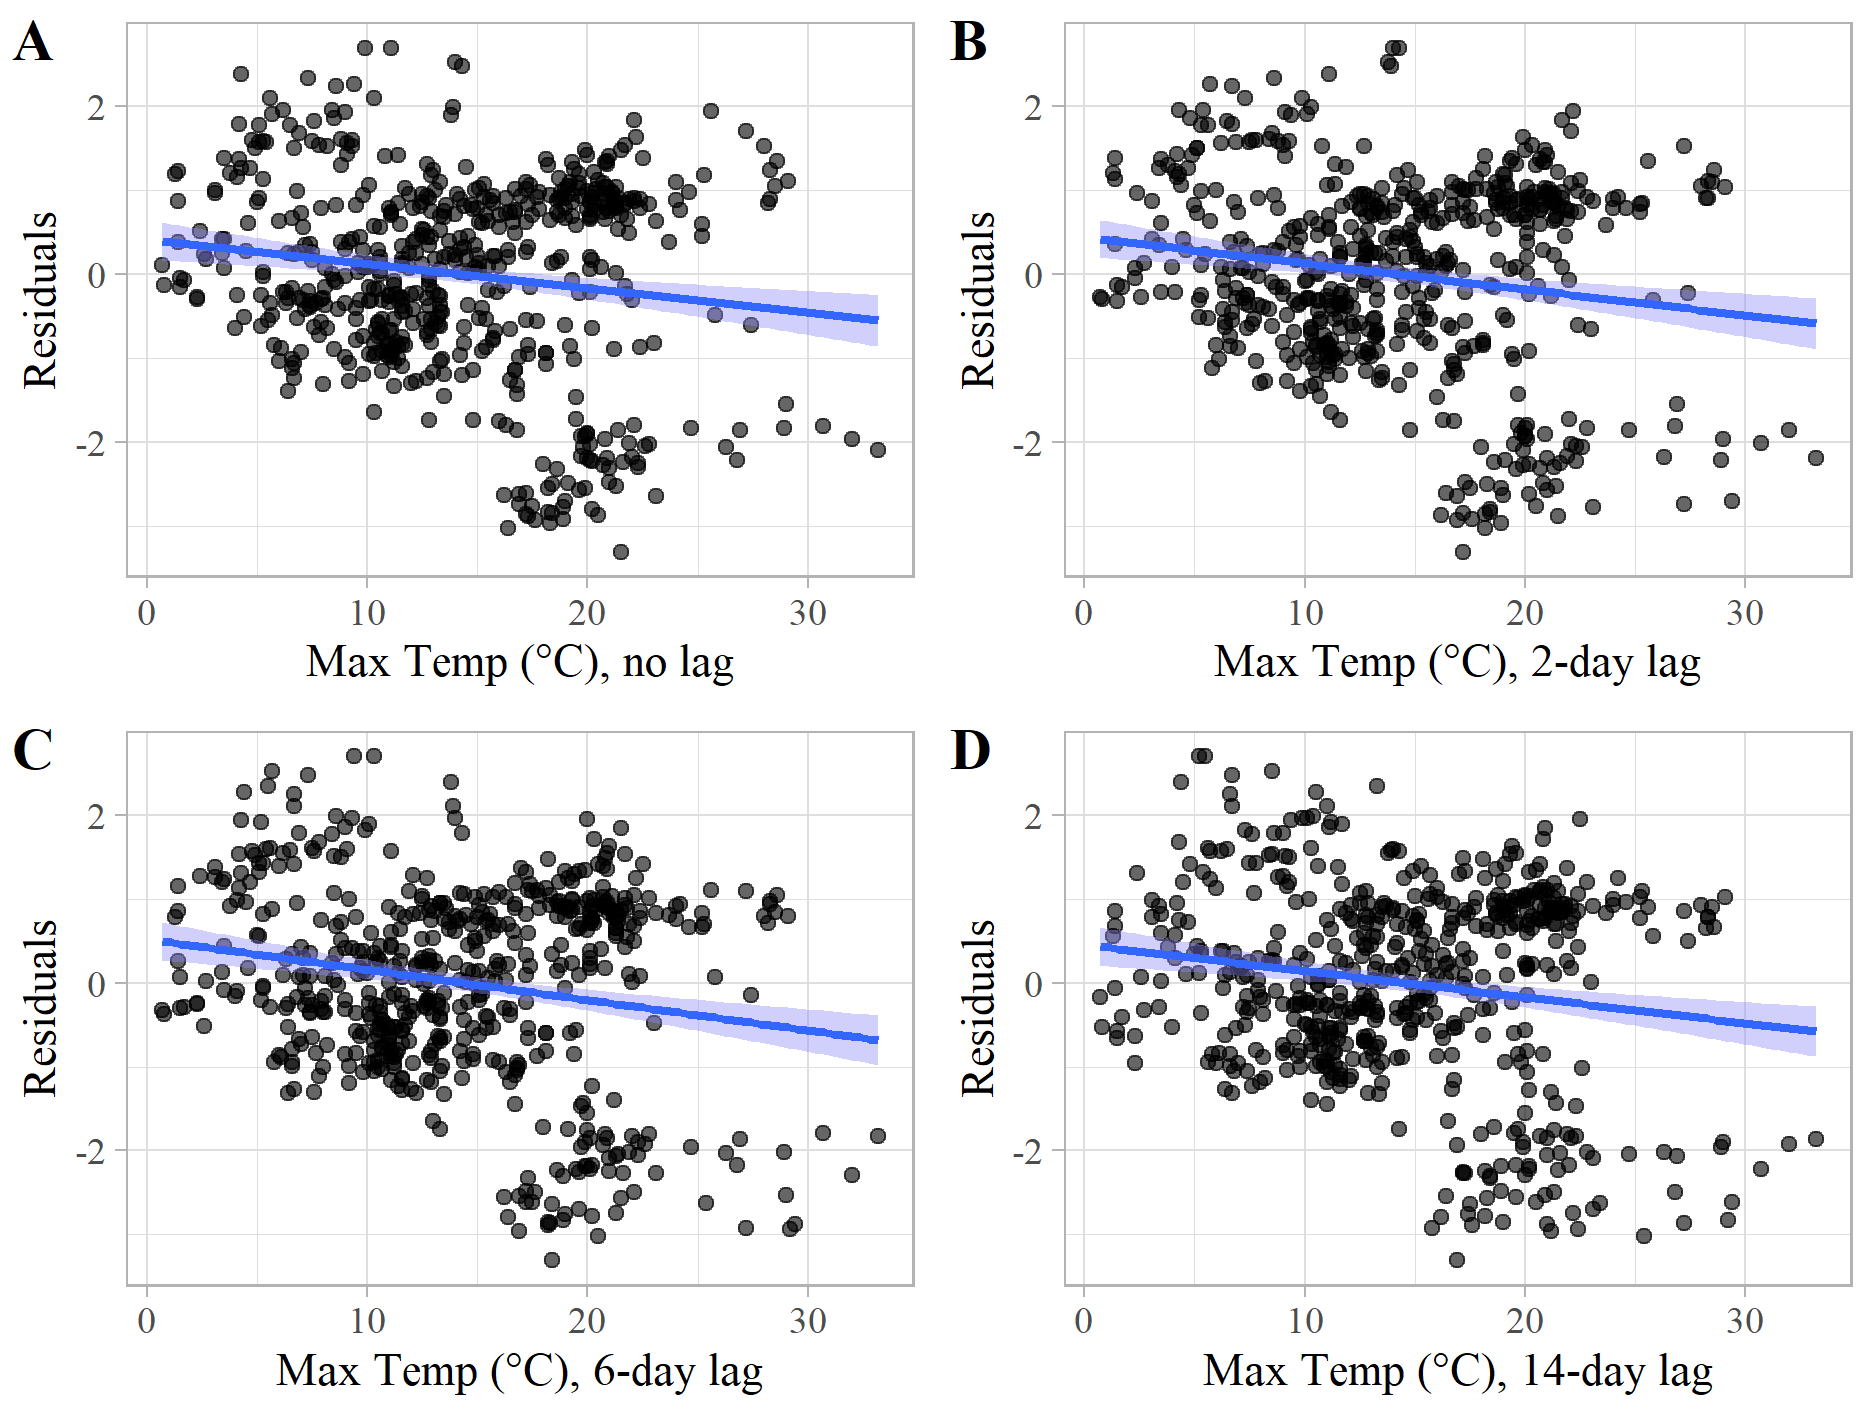 A
Residuals
2
0
-2
0 10 20 30
Max Temp (°C), no lag
B
Residuals
2
0
-2
0 10 20 30
Max Temp (°C), 2-day lag
C
Residuals
2
0
-2
0 10 20 30
Max Temp (°C), 6-day lag
D
Residuals
2
0
-2
0 10 20 30
Max Temp (°C), 14-day lag